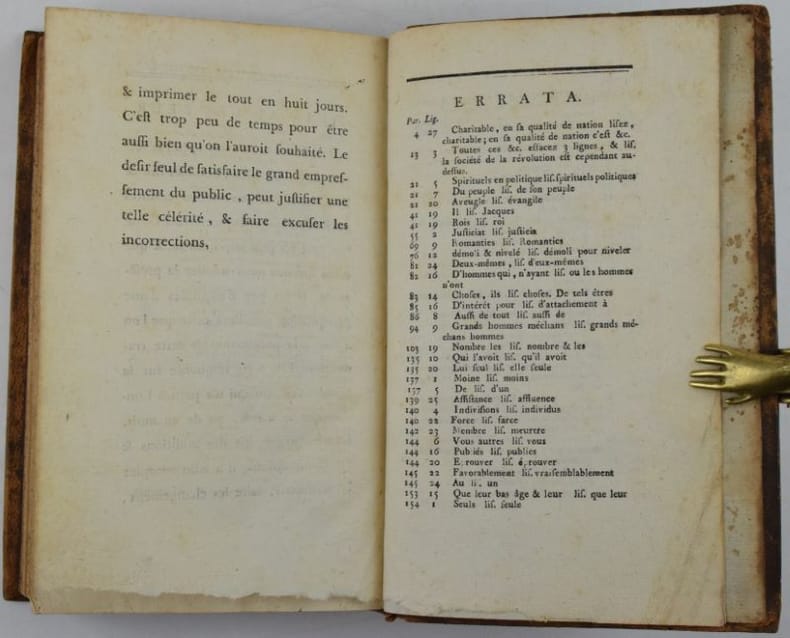 & imprimer le tout en huit jours.
C'eſt trop peu de temps pour être
auſſi bien qu'on l'auroit ſouhaité. Le
deſir ſeul de ſatisfaire le grand empreſ-
ſement du public, peut juſtifier une
telle célérité, & faire excuſer les
incorrections,
ERRATA.
Par. Lig.
4 27 Charitable, en ſa qualité de nation liſez,
charitable; en ſa qualité de nation c'eſt &c.
13 3 Toutes ces &c. effacez 3 lignes, & liſ.
la ſociété de la révolution eſt cependant au-
deſſus.
21 5 Spirituels en politique liſ. ſpirituels politiques
21 7 Du peuple liſ. de ſon peuple
21 20 Aveugle liſ. évangile
41 19 Il liſ. Jacques
41 19 Rois liſ. roi
55 2 Juſticiat liſ. juſticia
69 9 Romanties liſ. Romantics
76 12 démoli & nivelé liſ. démoli pour niveler
81 24 Deux-mêmes, liſ. d'eux-mêmes
82 16 D'hommes qui, n'ayant liſ. ou les hommes
n'ont
83 14 Choſes, ils liſ. choſes. De tels êtres
85 16 D'intérêt pour liſ. d'attachement à
86 8 Auſſi de tout liſ. auſſi de
94 9 Grands hommes méchans liſ. grands mé-
chans hommes
103 19 Nombre les liſ. nombre & les
135 10 Qui l'avoit liſ. qu'il avoit
135 20 Lui ſeul liſ. elle ſeule
137 1 Moine liſ. moins
177 5 De liſ. d'un
139 25 Aſſiſtance liſ. affluence
140 4 Indiviſions liſ. individus
140 22 Force liſ. farce
142 23 Membre liſ. meurtre
144 6 Vous autres liſ. vous
144 16 Publiés liſ. publics
144 20 E rouver liſ. é rouver
145 22 Favorablement liſ. vraiſemblablement
145 24 Au li. un
153 15 Que leur bas âge & leur liſ. que leur
154 1 Seuls liſ. ſeule